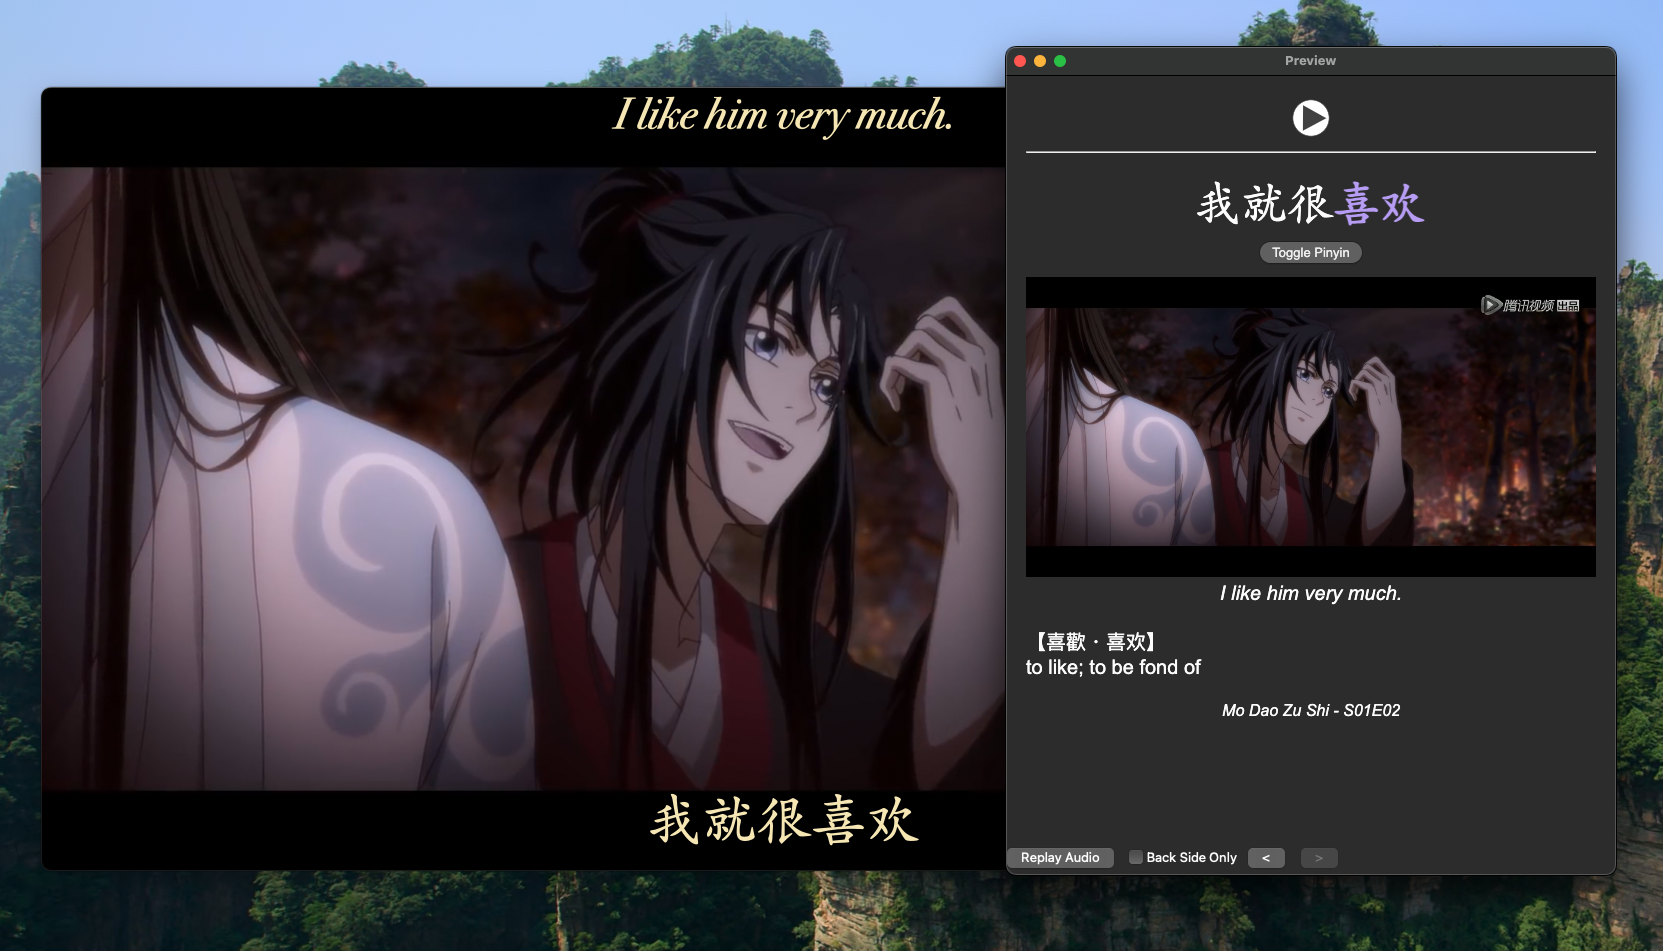 I like him very much.
我就很喜欢
Preview
我就很喜欢
Toggle Pinyin
腾讯视频 出品
I like him very much.
【喜歡 · 喜欢】
to like; to be fond of
Mo Dao Zu Shi - S01E02
Replay Audio
Back Side Only
<
>